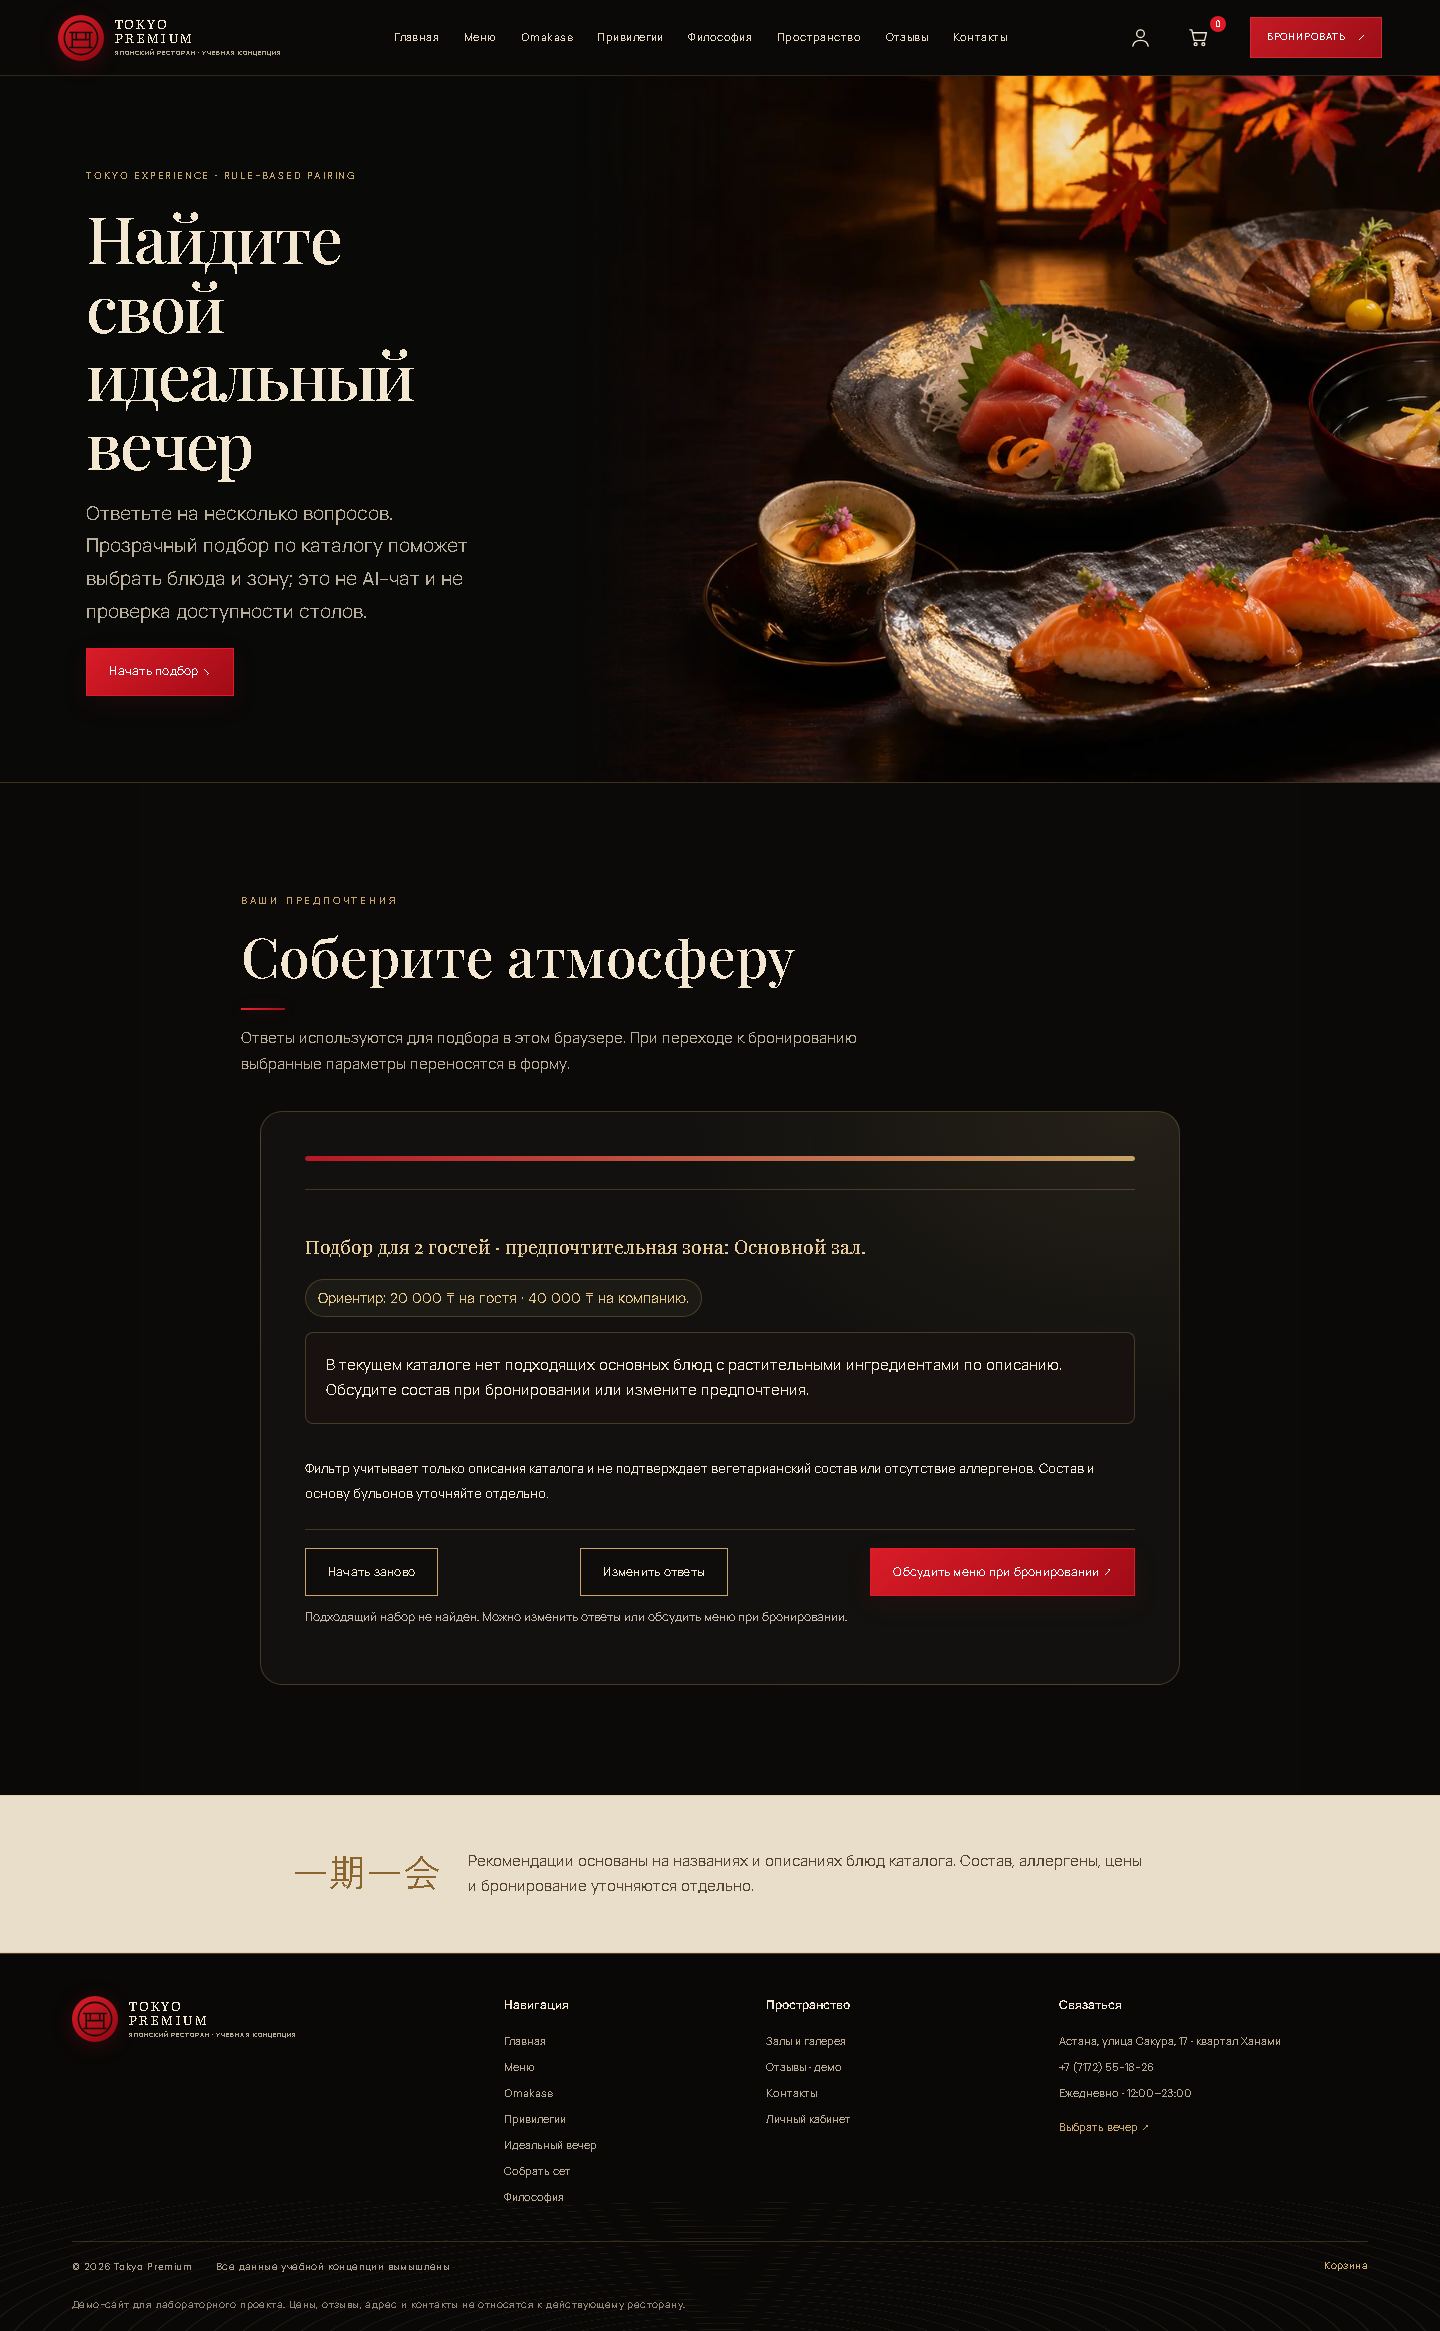 TOKYO
PREMIUM
ЯПОНСКИЙ РЕСТОРАН · УЧЕБНАЯ КОНЦЕПЦИЯ
Главная
Меню
Omakase
Привилегии
Философия
Пространство
Отзывы
Контакты
0
БРОНИРОВАТЬ
TOKYO EXPERIENCE · RULE-BASED PAIRING
Найдите
свой
идеальный
вечер
Ответьте на несколько вопросов.
Прозрачный подбор по каталогу поможет
выбрать блюда и зону; это не AI-чат и не
проверка доступности столов.
Начать подбор
ВАШИ ПРЕДПОЧТЕНИЯ
Соберите атмосферу
Ответы используются для подбора в этом браузере. При переходе к бронированию
выбранные параметры переносятся в форму.
Подбор для 2 гостей · предпочтительная зона: Основной зал.
Ориентир: 20 000 ₸ на гостя · 40 000 ₸ на компанию.
В текущем каталоге нет подходящих основных блюд с растительными ингредиентами по описанию.
Обсудите состав при бронировании или измените предпочтения.
Фильтр учитывает только описания каталога и не подтверждает вегетарианский состав или отсутствие аллергенов. Состав и
основу бульонов уточняйте отдельно.
Начать заново
Изменить ответы
Обсудить меню при бронировании ↗
Подходящий набор не найден. Можно изменить ответы или обсудить меню при бронировании.
一期一会
Рекомендации основаны на названиях и описаниях блюд каталога. Состав, аллергены, цены
и бронирование уточняются отдельно.
TOKYO
PREMIUM
ЯПОНСКИЙ РЕСТОРАН · УЧЕБНАЯ КОНЦЕПЦИЯ
Навигация
Главная
Меню
Omakase
Привилегии
Идеальный вечер
Собрать сет
Философия
Пространство
Залы и галерея
Отзывы · демо
Контакты
Личный кабинет
Связаться
Астана, улица Сакура, 17 · квартал Ханами
+7 (7172) 55-18-26
Ежедневно · 12:00–23:00
Выбрать вечер ↗
© 2026 Tokyo Premium
Все данные учебной концепции вымышлены
Корзина
Демо-сайт для лабораторного проекта. Цены, отзывы, адрес и контакты не относятся к действующему ресторану.